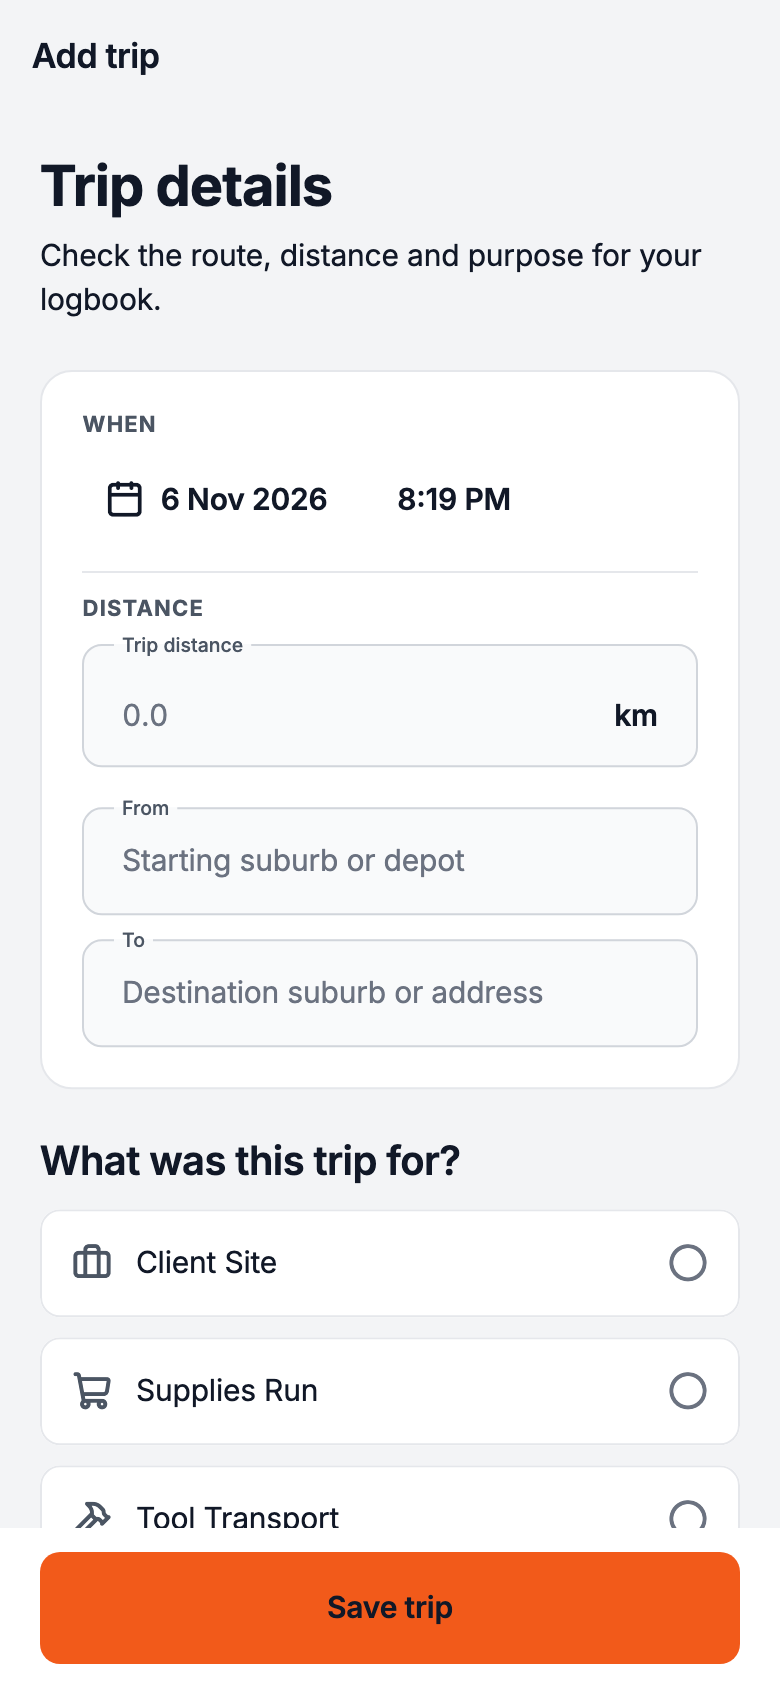 Add trip
Trip details
Check the route, distance and purpose for your
logbook.
WHEN
6 Nov 2026 8:19 PM
DISTANCE
Trip distance
0.0 km
From
Starting suburb or depot
To
Destination suburb or address
What was this trip for?
Client Site
Supplies Run
Tool Transport
Save trip